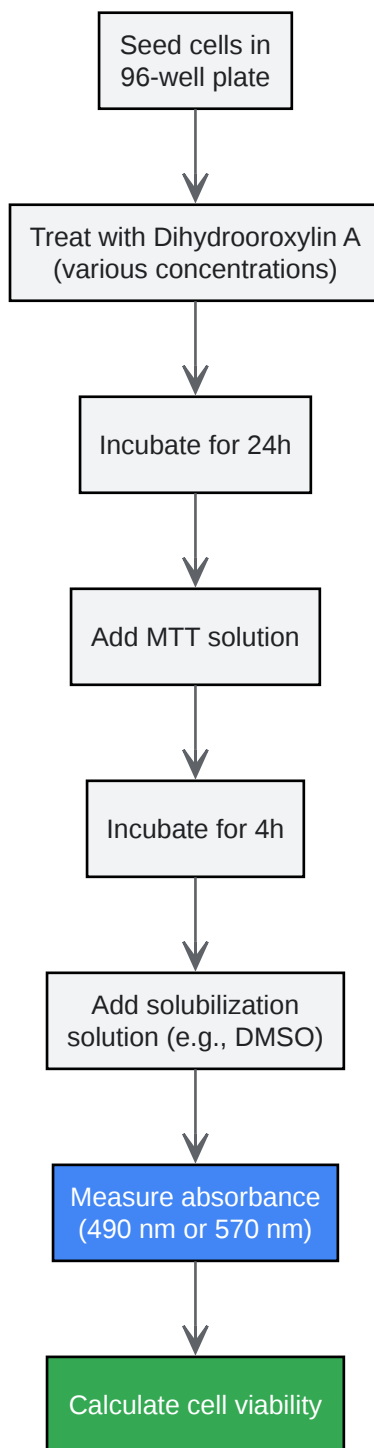 Seed cells in
96-well plate
Treat with Dihydrooroxylin A
(various concentrations)
Incubate for 24h
Add MTT solution
Incubate for 4h
Add solubilization
solution (e.g., DMSO)
Measure absorbance
(490 nm or 570 nm)
Calculate cell viability